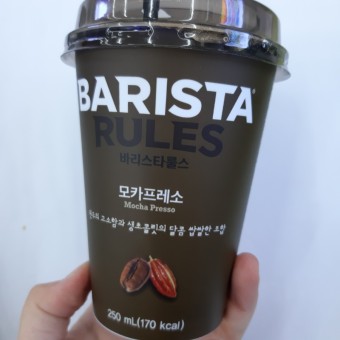 BARISTA
RULES
바리스타룰스
모카프레소
Mocha Presso
고소함과 생초콜릿의 달콤 쌉쌀한 조합
250 mL(170 kcal)